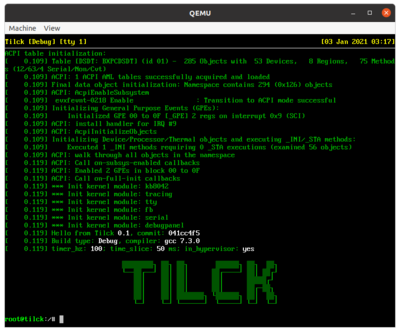 QEMU
Machine View
Tilck [Debug] [tty 1] [03 Jan 2021 03:17]
ACPI table initialization:
[ 0.109] Table [DSDT: BXPCDSDT] (id 01) - 285 Objects with 53 Devices, 8 Regions, 75 Method
s (12/63/4 Serial/Non/Cvt)
[ 0.109] ACPI: 1 ACPI AML tables successfully acquired and loaded
[ 0.109] Final data object initialization: Namespace contains 294 (0x126) objects
[ 0.109] ACPI: AcpiEnableSubsystem
[ 0.109] evxfevnt-0218 Enable : Transition to ACPI mode successful
[ 0.109] Initializing General Purpose Events (GPEs):
[ 0.109] Initialized GPE 00 to 0F [_GPE] 2 regs on interrupt 0x9 (SCI)
[ 0.109] ACPI: install handler for IRQ #9
[ 0.109] ACPI: AcpiInitializeObjects
[ 0.109] Initializing Device/Processor/Thermal objects and executing _INI/_STA methods:
[ 0.109] Executed 1 _INI methods requiring 0 _STA executions (examined 56 objects)
[ 0.109] ACPI: walk through all objects in the namespace
[ 0.119] ACPI: Call on-subsys-enabled callbacks
[ 0.119] ACPI: Enabled 2 GPEs in block 00 to 0F
[ 0.119] ACPI: Call on-full-init callbacks
[ 0.119] *** Init kernel module: kb8042
[ 0.119] *** Init kernel module: tracing
[ 0.119] *** Init kernel module: tty
[ 0.119] *** Init kernel module: fb
[ 0.119] *** Init kernel module: serial
[ 0.119] *** Init kernel module: debugpanel
[ 0.119] Hello from Tilck 0.1, commit: 041cc4f5
[ 0.119] Build type: Debug, compiler: gcc 7.3.0
[ 0.119] timer_hz: 100; time_slice: 50 ms; in_hypervisor: yes
TILCK
root@tilck:/#